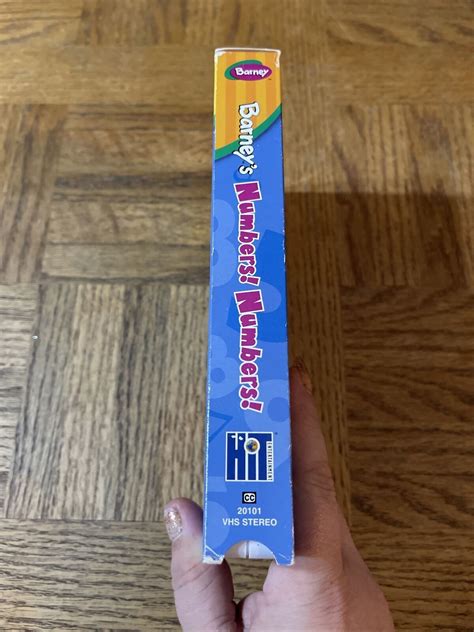 Barney
Barney's
Numbers! Numbers!
HiT
ENTERTAINMENT
CC
20101
VHS STEREO